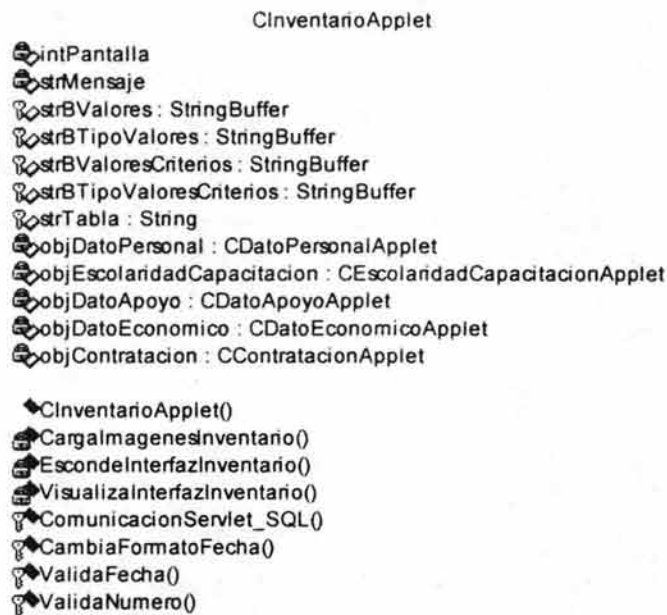 CInventarioApplet
intPantalla
strMensaje
strBValores : StringBuffer
strBTipoValores : StringBuffer
strBValoresCriterios : StringBuffer
strBTipoValoresCriterios : StringBuffer
strTabla : String
objDatoPersonal : CDatoPersonalApplet
objEscolaridadCapacitacion : CEscolaridadCapacitacionApplet
objDatoApoyo : CDatoApoyoApplet
objDatoEconomico : CDatoEconomicoApplet
objContratacion : CContratacionApplet
CInventarioApplet()
CargaImagenesInventario()
EscondeInterfazInventario()
VisualizaInterfazInventario()
ComunicacionServlet_SQL()
CambiaFormatoFecha()
ValidaFecha()
ValidaNumero()